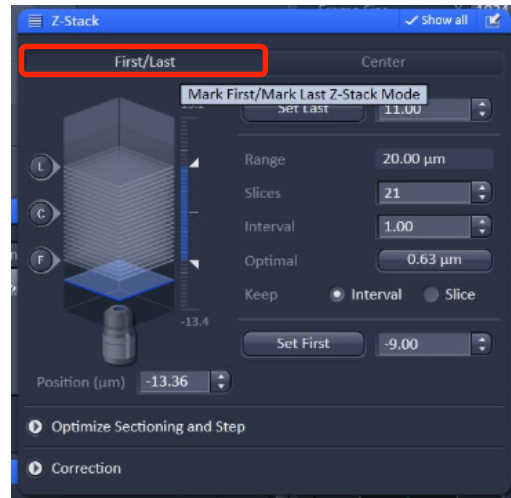 Z-Stack
Show all
First/Last
Center
Mark First/Mark Last Z-Stack Mode
Set Last
11.00
L
Range
20.00 μm
Slices
21
C
Interval
1.00
F
Optimal
0.63 μm
Keep
Interval
Slice
-13.4
Set First
-9.00
Position (μm)
-13.36
Optimize Sectioning and Step
Correction